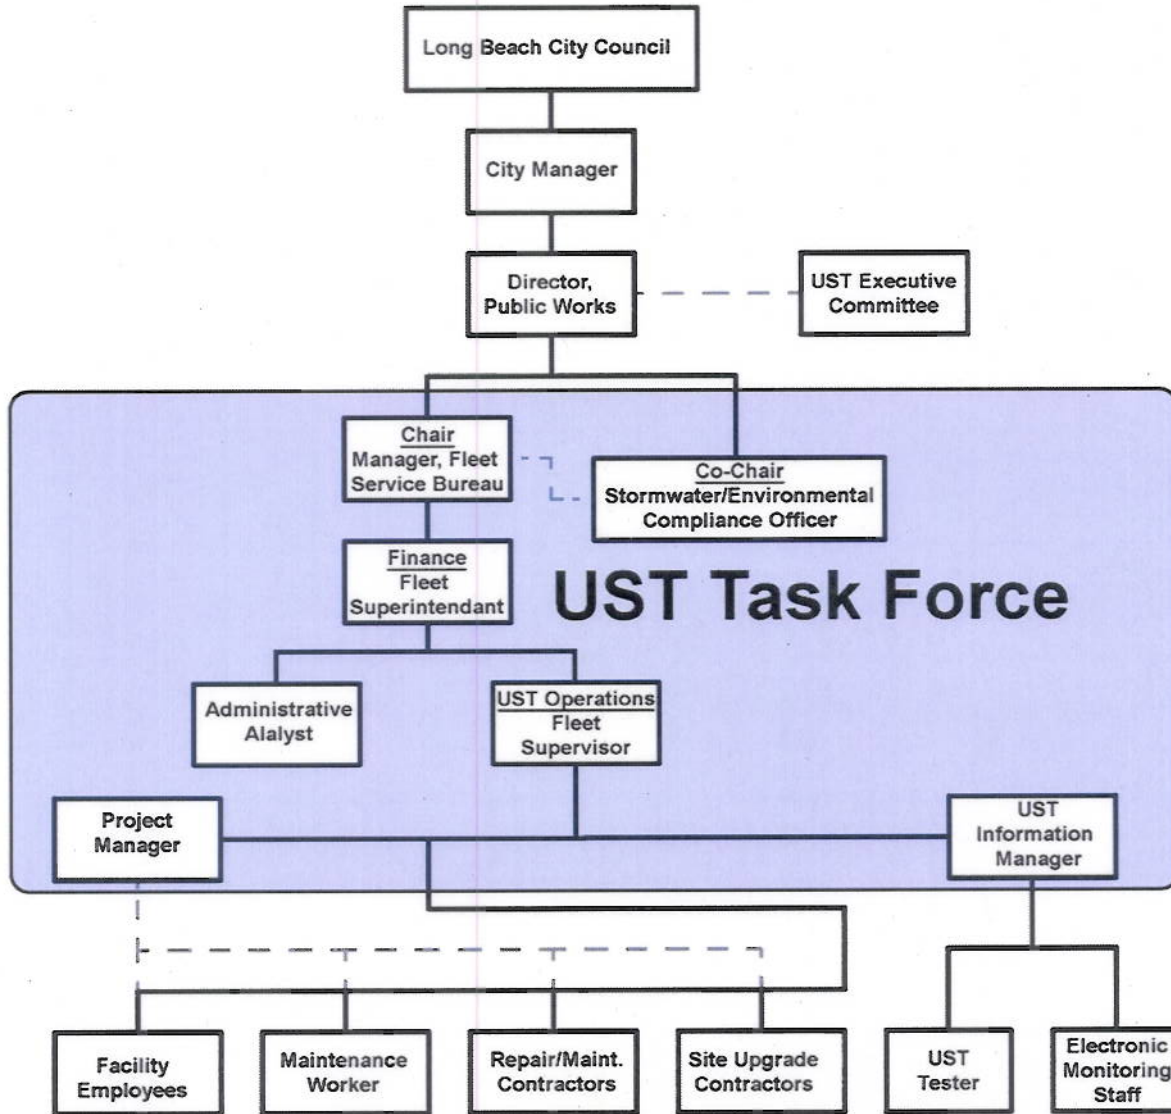 Long Beach City Council
City Manager
Director,
Public Works
UST Executive
Committee
Chair
Manager, Fleet
Service Bureau
Co-Chair
Stormwater/Environmental
Compliance Officer
Finance
Fleet
Superintendant
UST Task Force
Administrative
Alalyst
UST Operations
Fleet
Supervisor
Project
Manager
UST
Information
Manager
Facility
Employees
Maintenance
Worker
Repair/Maint.
Contractors
Site Upgrade
Contractors
UST
Tester
Electronic
Monitoring
Staff